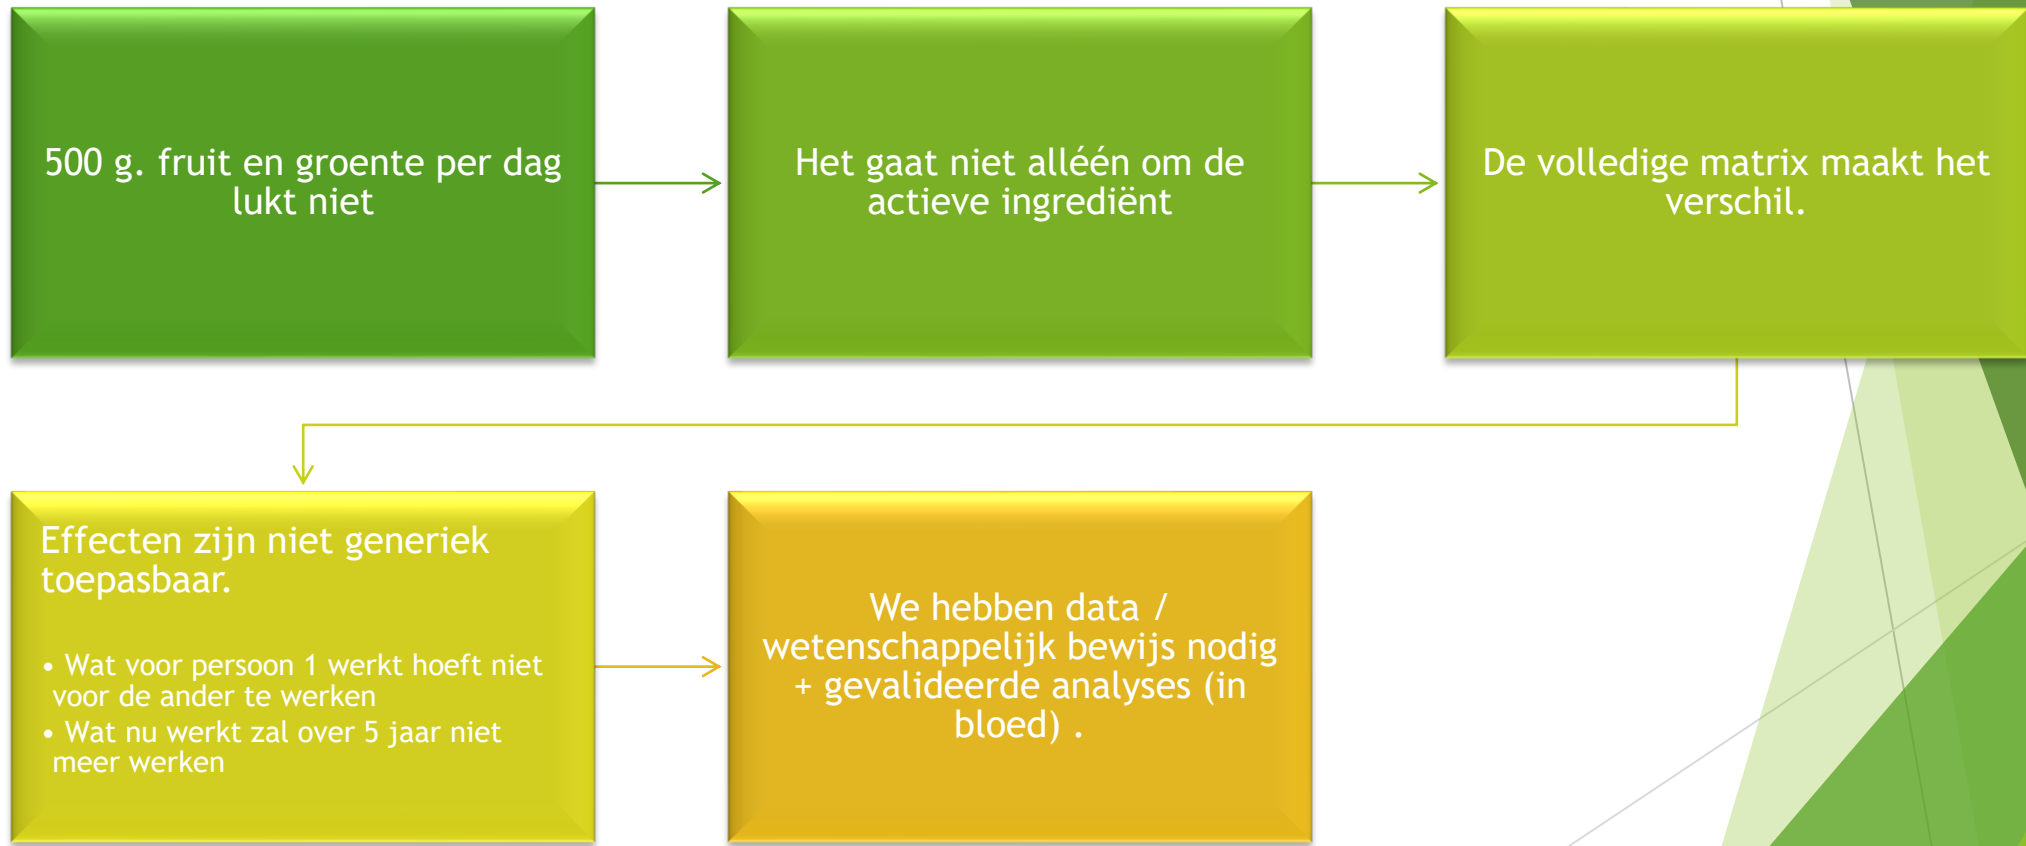 500 g. fruit en groente per dag
lukt niet
Het gaat niet alléén om de
actieve ingrediënt
De volledige matrix maakt het
verschil.
Effecten zijn niet generiek
toepasbaar.
• Wat voor persoon 1 werkt hoeft niet
voor de ander te werken
• Wat nu werkt zal over 5 jaar niet
meer werken
We hebben data /
wetenschappelijk bewijs nodig
+ gevalideerde analyses (in
bloed) .